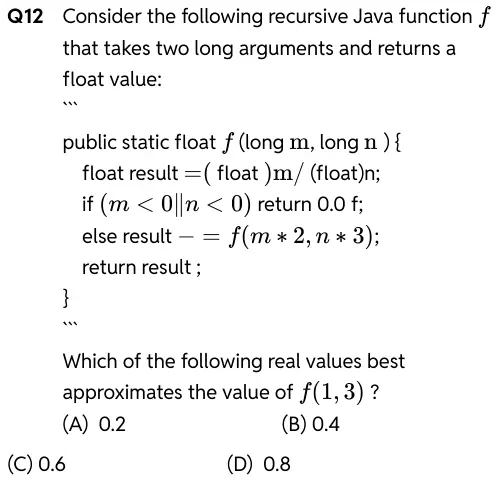 Q12 Consider the following recursive Java function f
that takes two long arguments and returns a
float value:
```
public static float f (long m, long n ) {
float result =( float )m/ (float)n;
if (m < 0||n < 0) return 0.0 f;
else result − = f(m ∗ 2, n ∗ 3);
return result ;
}
```
Which of the following real values best
approximates the value of f(1, 3) ?
(A) 0.2 (B) 0.4
(C) 0.6 (D) 0.8